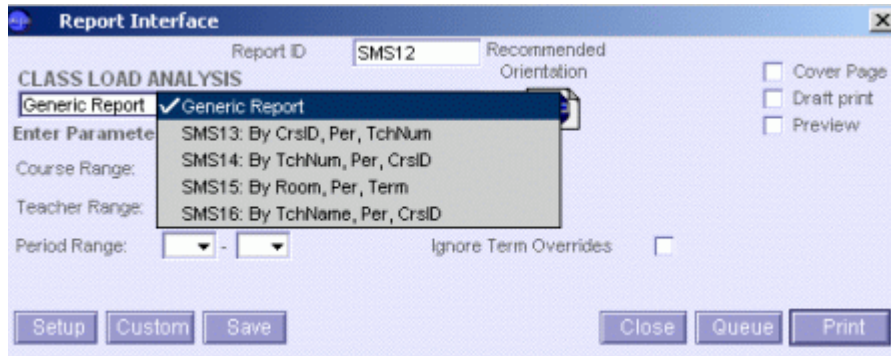 Report Interface
Report ID SMS12 Recommended Orientation
CLASS LOAD ANALYSIS
Cover Page
Generic Report ✓Generic Report
Draft print
Enter Paramete SMS13: By CrsID, Per, TchNum
Preview
SMS14: By TchNum, Per, CrsID
Course Range:
SMS15: By Room, Per, Term
Teacher Range:
SMS16: By TchName, Per, CrsID
Period Range: - Ignore Term Overrides
Setup Custom Save Close Queue Print